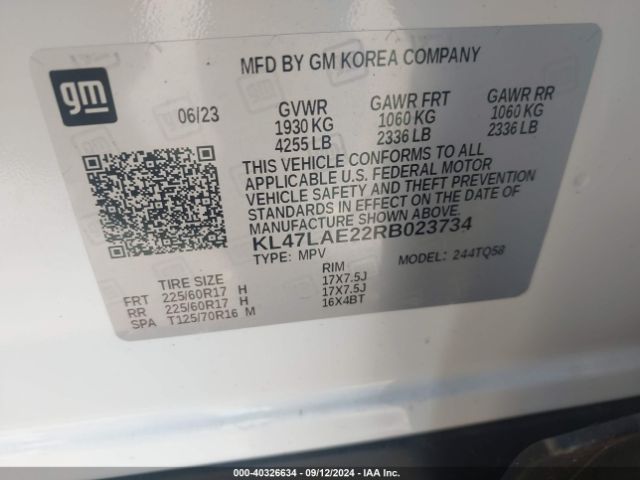 MFD BY GM KOREA COMPANY
gm
06/23
GVWR GAWR FRT GAWR RR
1930 KG 1060 KG 1060 KG
4255 LB 2336 LB 2336 LB
THIS VEHICLE CONFORMS TO ALL
APPLICABLE U.S. FEDERAL MOTOR
VEHICLE SAFETY AND THEFT PREVENTION
STANDARDS IN EFFECT ON THE DATE OF
MANUFACTURE SHOWN ABOVE.
KL47LAE22RB023734
TYPE: MPV MODEL: 244TQ58
TIRE SIZE RIM
FRT 225/60R17 H 17X7.5J
RR 225/60R17 H 17X7.5J
SPA T125/70R16 M 16X4BT
000-40326634 - 09/12/2024 - IAA Inc.